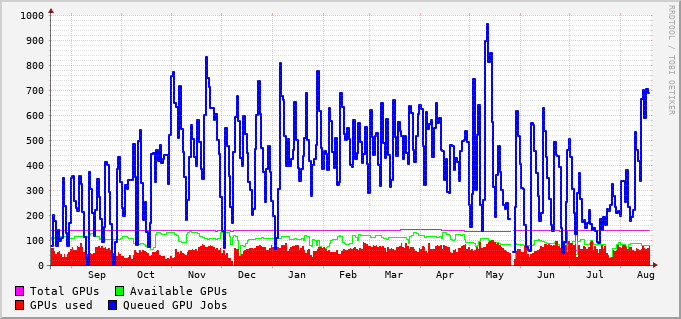 1000
900
800
700
600
500
400
300
200
100
0
Sep Oct Nov Dec Jan Feb Mar Apr May Jun Jul Aug
RRDTOOL / TOBI OETIKER
Total GPUs Available GPUs
GPUs used Queued GPU Jobs